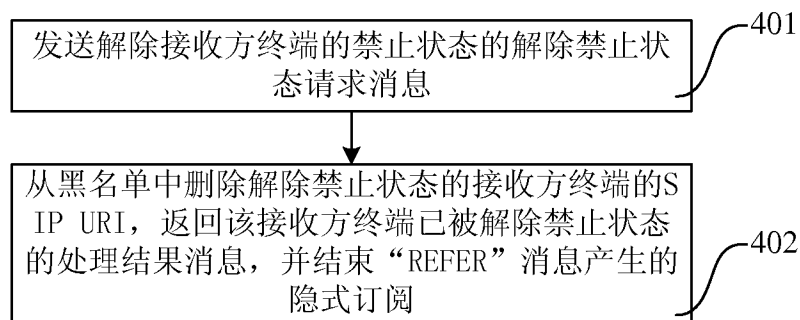 发送解除接收方终端的禁止状态的解除禁止状
态请求消息
401
从黑名单中删除解除禁止状态的接收方终端的S
IP URI，返回该接收方终端已被解除禁止状态
的处理结果消息，并结束“REFER”消息产生的
隐式订阅
402